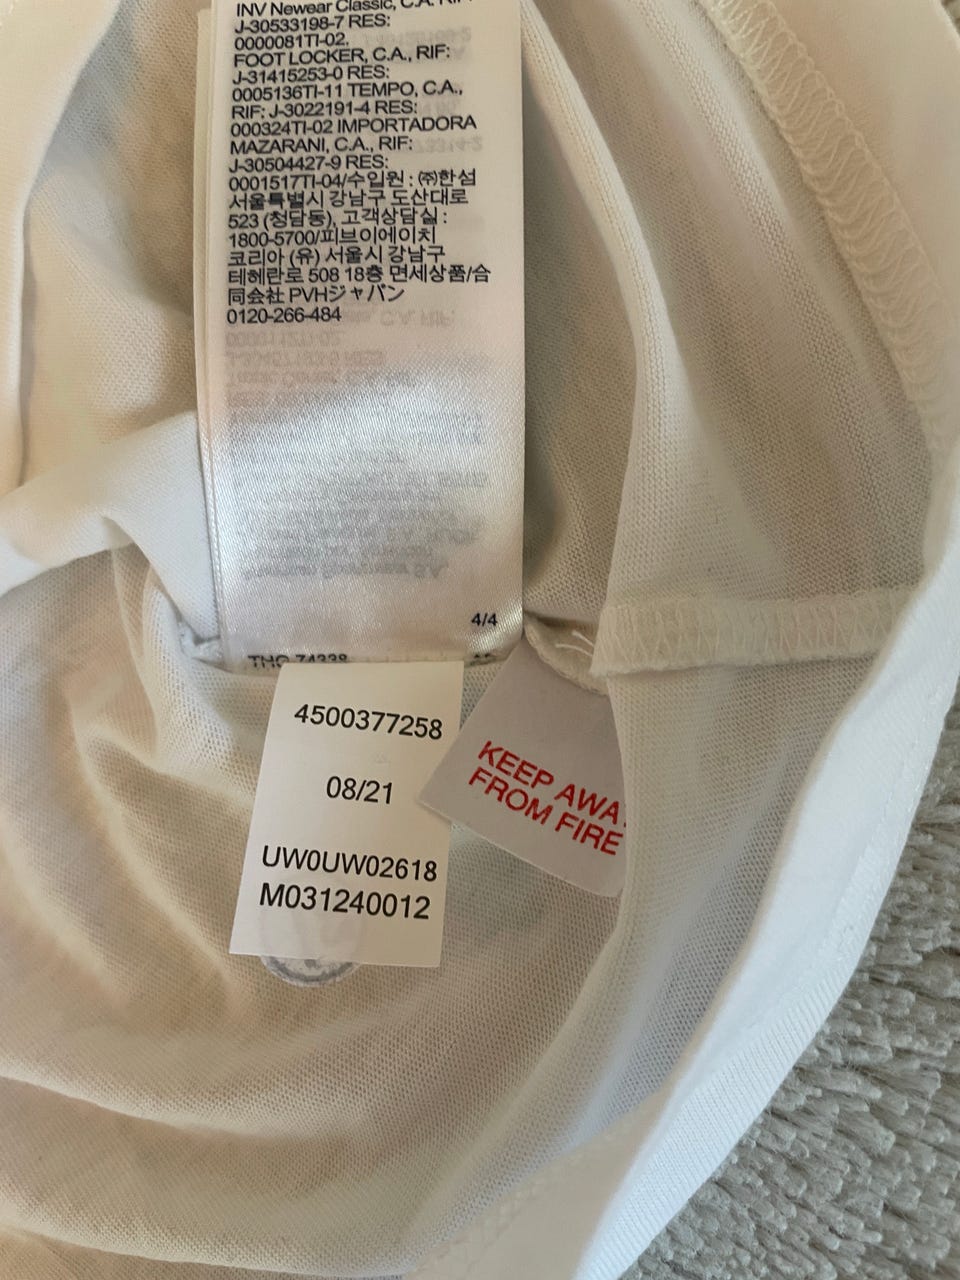 INV Newear Classic, C.A. RIF:
J-30533198-7 RES:
0000081TI-02.
FOOT LOCKER, C.A., RIF:
J-31415253-0 RES:
0005136TI-11 TEMPO, C.A.,
RIF: J-3022191-4 RES:
000324TI-02 IMPORTADORA
MAZARANI, C.A., RIF:
J-30504427-9 RES:
0001517TI-04/수입원 : ㈜한섬
서울특별시 강남구 도산대로
523 (청담동), 고객상담실 :
1800-5700/피브이에이치
코리아 (유) 서울시 강남구
테헤란로 508 18층 면세상품/合
同会社 PVHジャパン
0120-266-484
4/4
4500377258
08/21
UW0UW02618
M031240012
KEEP AWA
FROM FIRE